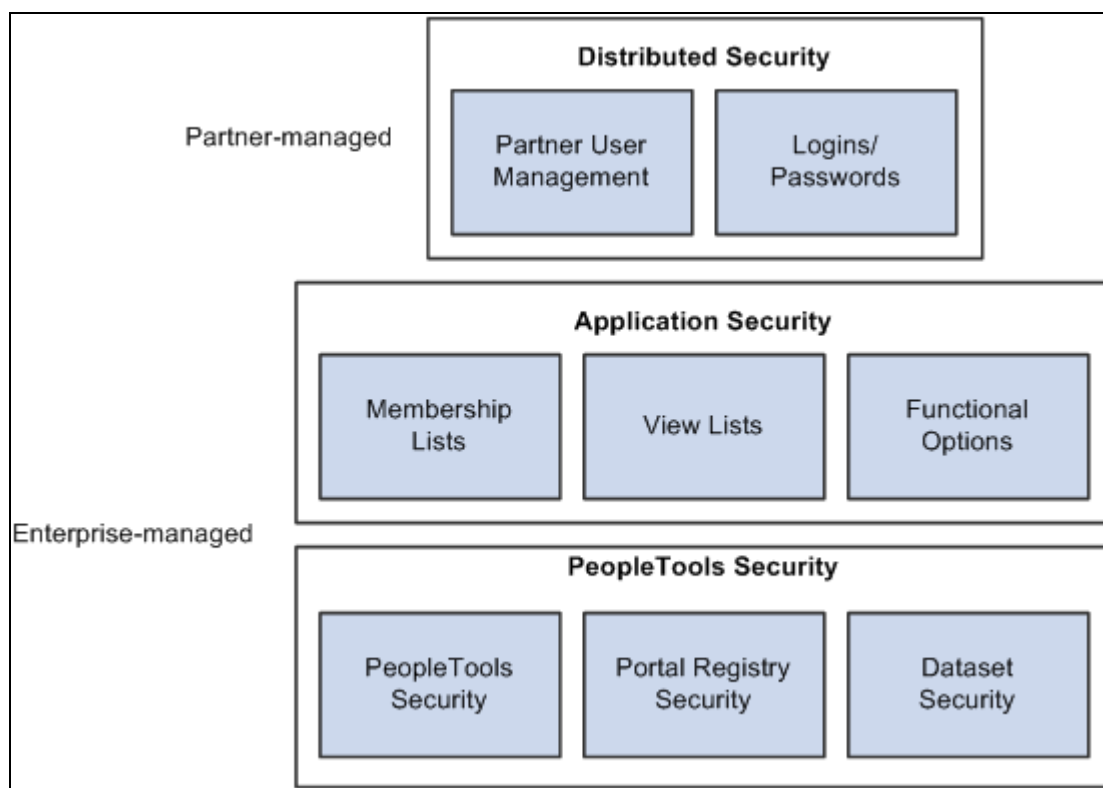 Distributed Security
Partner-managed
Partner User
Management
Logins/
Passwords
Application Security
Membership
Lists
View Lists
Functional
Options
Enterprise-managed
PeopleTools Security
PeopleTools
Security
Portal Registry
Security
Dataset
Security